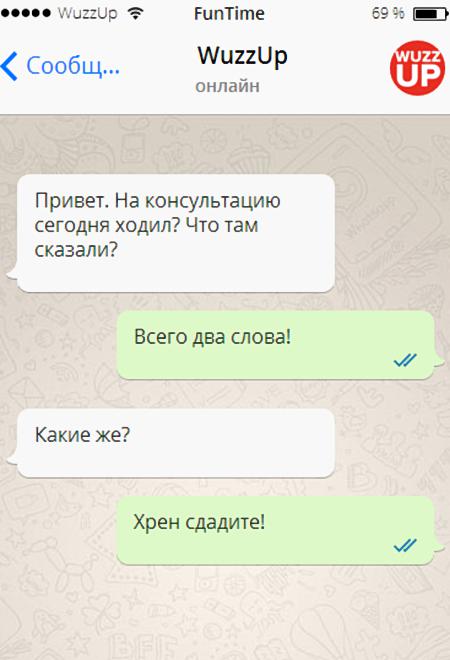 WuzzUp FunTime 69 %
Сообщ... WuzzUp
онлайн
WUZZ
UP
Привет. На консультацию
сегодня ходил? Что там
сказали?
Всего два слова!
Какие же?
Хрен сдадите!
BFF